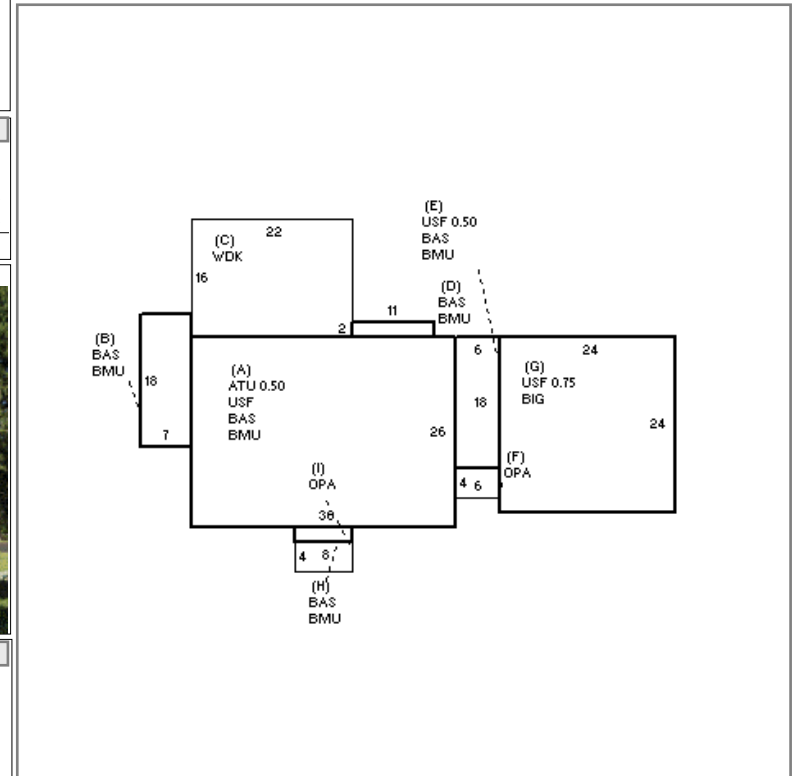 (E)
USF 0.50
BAS
BMU
22
(C)
WDK
16
(D)
BAS
BMU
11
2
(B)
BAS
BMU
18
7
(A)
ATU 0.50
USF
BAS
BMU
26
6
18
24
(G)
USF 0.75
BIG
24
(F)
OPA
4 6
(I)
OPA
38
4 8
(H)
BAS
BMU